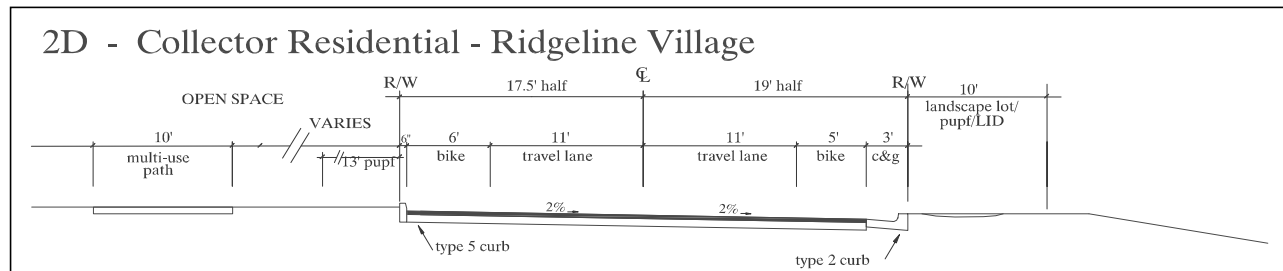 2D - Collector Residential - Ridgeline Village
R/W
17.5' half
℄
19' half
R/W
10'
landscape lot/
pupf/LID
OPEN SPACE
VARIES
10'
multi-use
path
13' pupf
6"
6'
bike
11'
travel lane
11'
travel lane
5'
bike
3'
c&g
2%
2%
type 5 curb
type 2 curb